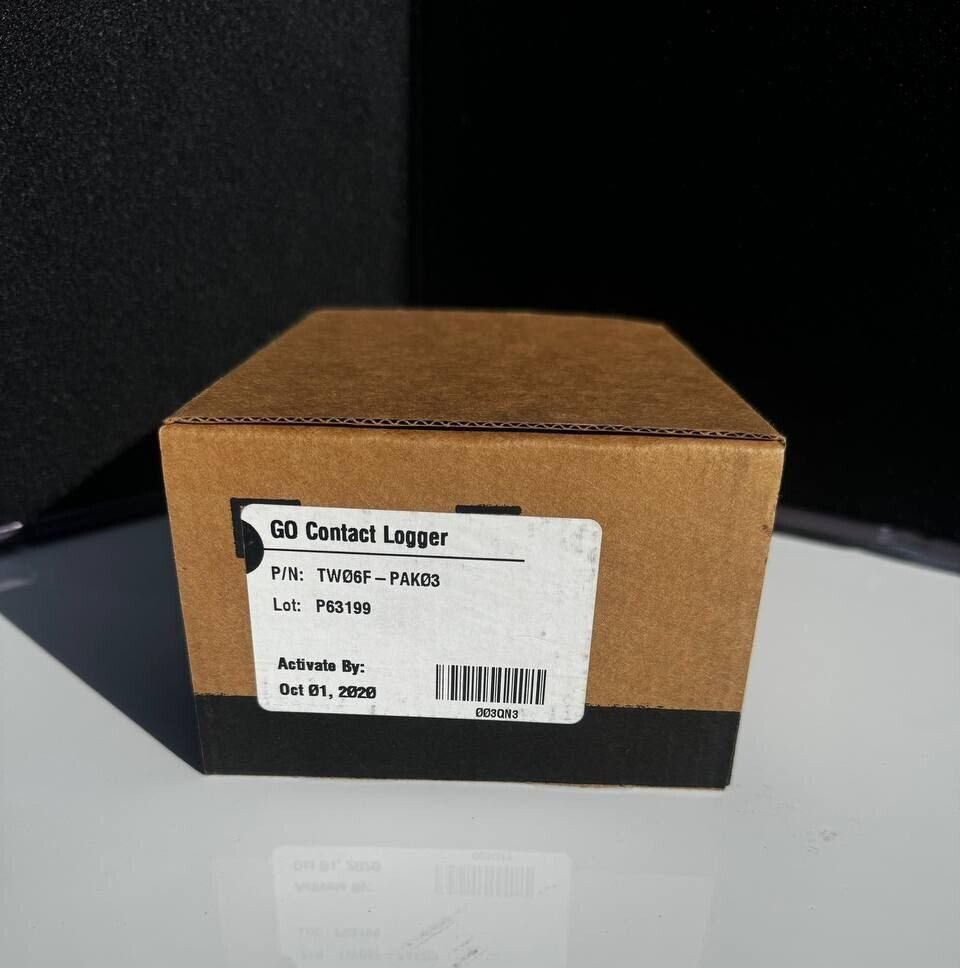 GO Contact Logger
P/N: TWØ6F-PAKØ3
Lot: P63199
Activate By:
Oct Ø1, 2Ø2Ø
ØØ3QN3